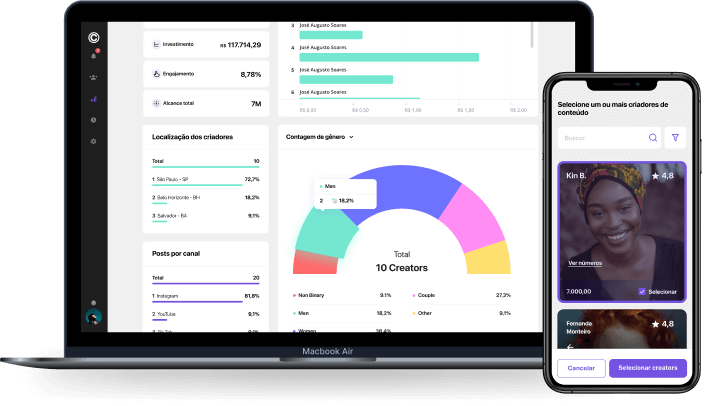 Investimento R$ 117.714,29
Engajamento 8,78%
Alcance total 7M
3 José Augusto Soares
4 José Augusto Soares
5 José Augusto Soares
6 José Augusto Soares
R$ 0,00 R$ 0,50 R$ 1,00 R$ 1,50 R$ 2,00
Localização dos criadores
Total 10
1 São Paulo - SP 72,7%
2 Belo Horizonte - BH 18,2%
3 Salvador - BA 9,1%
Posts por canal
Total 20
1 Instagram 81,8%
2 YouTube 9,1%
9,1%
Contagem de gênero
Men
2 18,2%
Total
10 Creators
Non Binary 9.1%
Couple 27,3%
Men 18,2%
Other 9,1%
Women
Macbook Air
Selecione um ou mais criadores de
conteúdo
Buscar
Kin B. 4,8
Ver números
7.000,00 Selecionar
Fernanda
Monteiro
4,8
Cancelar
Selecionar creators